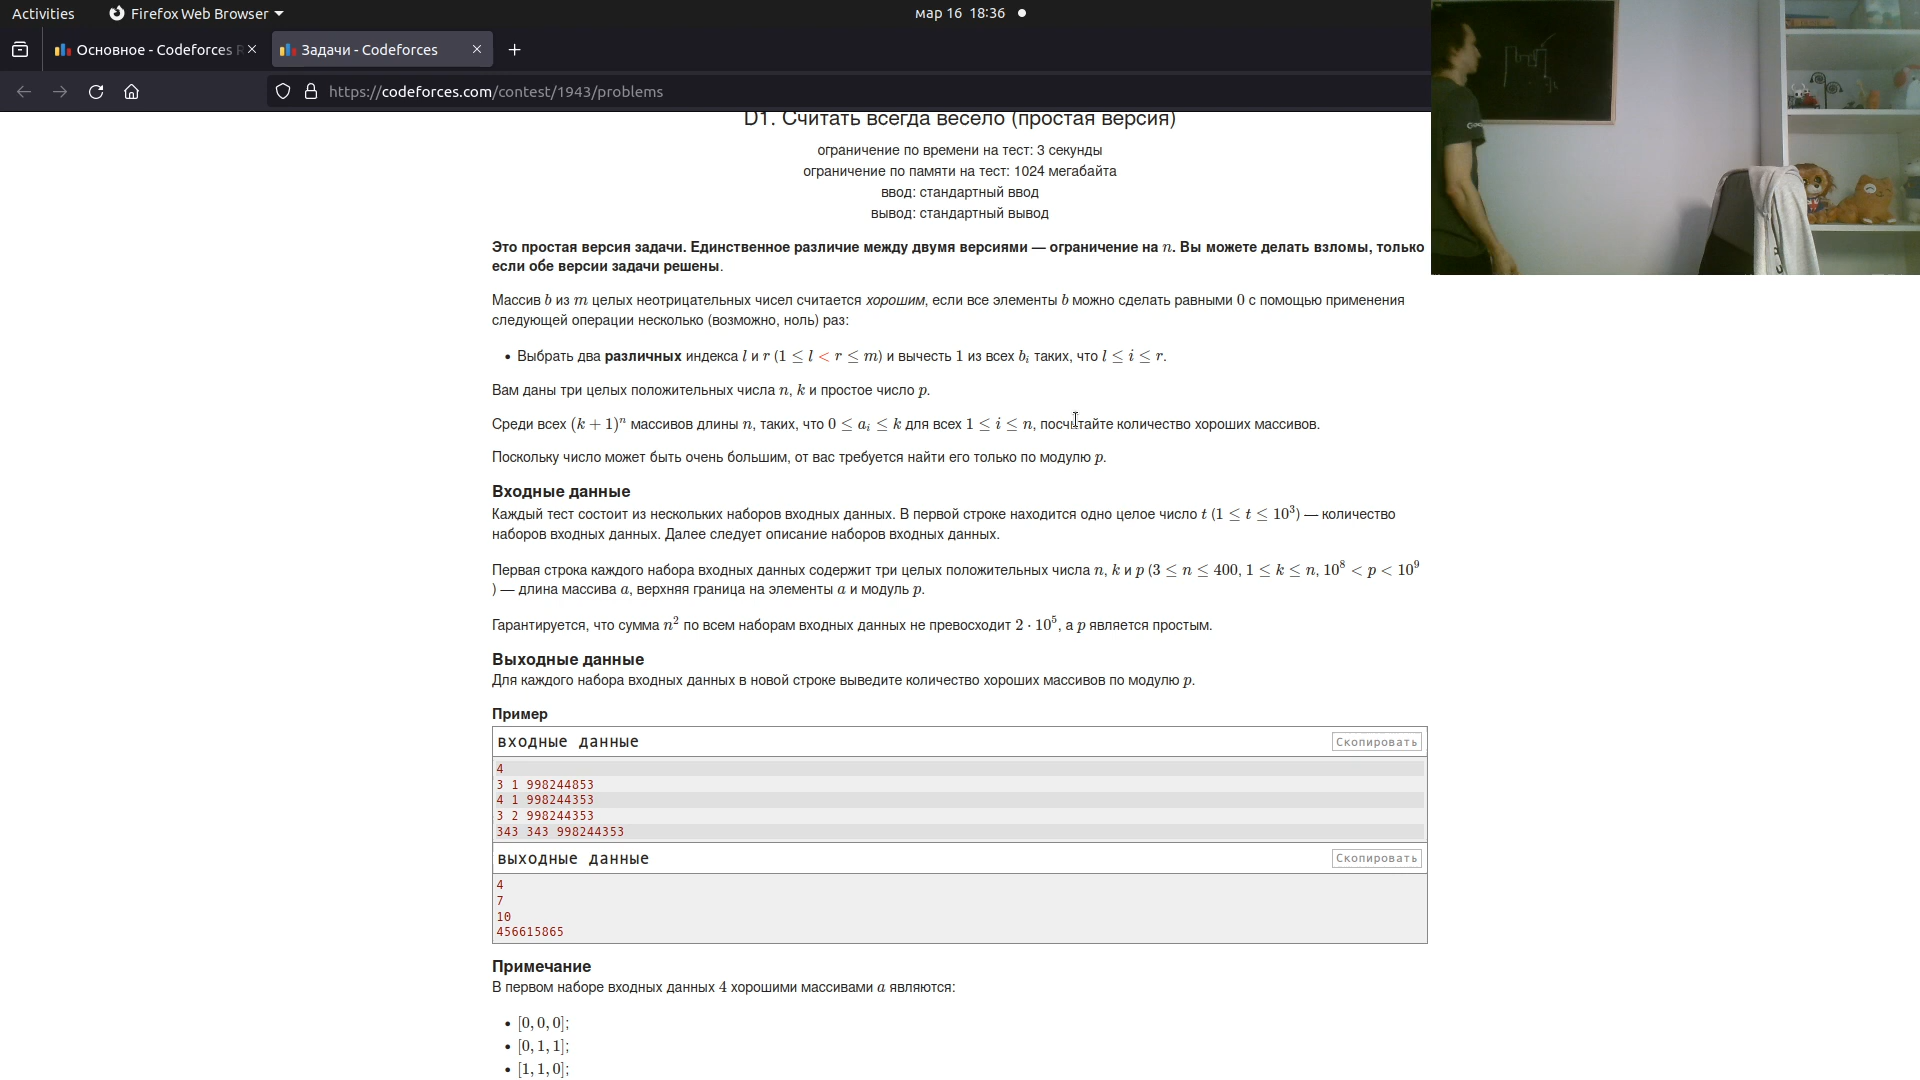 Activities
Firefox Web Browser
мар 16 18:36
Основное - Codeforces R
Задачи - Codeforces
https://codeforces.com/contest/1943/problems
D1. Считать всегда весело (простая версия)
ограничение по времени на тест: 3 секунды
ограничение по памяти на тест: 1024 мегабайта
ввод: стандартный ввод
вывод: стандартный вывод
Это простая версия задачи. Единственное различие между двумя версиями — ограничение на n. Вы можете делать взломы, только
если обе версии задачи решены.
Массив b из m целых неотрицательных чисел считается хорошим, если все элементы b можно сделать равными 0 с помощью применения
следующей операции несколько (возможно, ноль) раз:
• Выбрать два различных индекса l и r (1 ≤ l < r ≤ m) и вычесть 1 из всех b_i таких, что l ≤ i ≤ r.
Вам даны три целых положительных числа n, k и простое число p.
Среди всех (k + 1)^n массивов длины n, таких, что 0 ≤ a_i ≤ k для всех 1 ≤ i ≤ n, посчитайте количество хороших массивов.
Поскольку число может быть очень большим, от вас требуется найти его только по модулю p.
Входные данные
Каждый тест состоит из нескольких наборов входных данных. В первой строке находится одно целое число t (1 ≤ t ≤ 10^3) — количество
наборов входных данных. Далее следует описание наборов входных данных.
Первая строка каждого набора входных данных содержит три целых положительных числа n, k и p (3 ≤ n ≤ 400, 1 ≤ k ≤ n, 10^8 < p < 10^9
) — длина массива a, верхняя граница на элементы a и модуль p.
Гарантируется, что сумма n^2 по всем наборам входных данных не превосходит 2 · 10^5, а p является простым.
Выходные данные
Для каждого набора входных данных в новой строке выведите количество хороших массивов по модулю p.
Пример
входные данные
Скопировать
4
3 1 998244853
4 1 998244353
3 2 998244353
343 343 998244353
выходные данные
Скопировать
4
7
10
456615865
Примечание
В первом наборе входных данных 4 хорошими массивами a являются:
• [0, 0, 0];
• [0, 1, 1];
• [1, 1, 0];